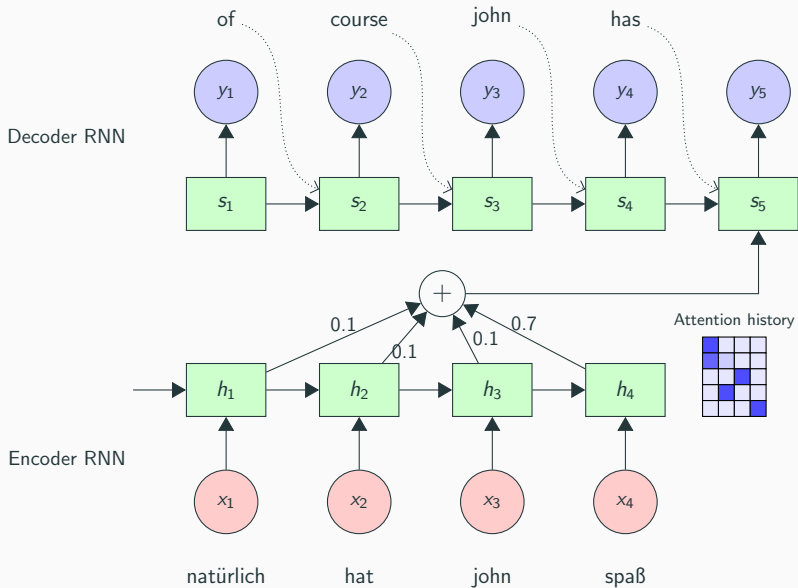 of course john has
y1 y2 y3 y4 y5
Decoder RNN
s1 s2 s3 s4 s5
+
0.1 0.1 0.1 0.7
Attention history
h1 h2 h3 h4
Encoder RNN
x1 x2 x3 x4
natürlich hat john spaß